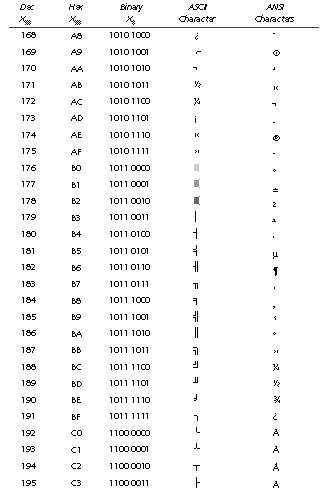 Dec Hex Binary ASCII ANSI
X₁₀ X₁₆ X₂ Character Characters
168 A8 1010 1000 ¿ ¨
169 A9 1010 1001 ⌐ ©
170 AA 1010 1010 ¬ ª
171 AB 1010 1011 ½ «
172 AC 1010 1100 ¼ ¬
173 AD 1010 1101 ¡ -
174 AE 1010 1110 « ®
175 AF 1010 1111 » ¯
176 B0 1011 0000 ░ °
177 B1 1011 0001 ▒ ±
178 B2 1011 0010 ▓ ²
179 B3 1011 0011 │ ³
180 B4 1011 0100 ┤ ´
181 B5 1011 0101 ╡ µ
182 B6 1011 0110 ╢ ¶
183 B7 1011 0111 ╖ ·
184 B8 1011 1000 ╕ ¸
185 B9 1011 1001 ╣ ¹
186 BA 1011 1010 ║ º
187 BB 1011 1011 ╗ »
188 BC 1011 1100 ╝ ¼
189 BD 1011 1101 ╜ ½
190 BE 1011 1110 ╛ ¾
191 BF 1011 1111 ┐ ¿
192 C0 1100 0000 └ À
193 C1 1100 0001 ┴ Á
194 C2 1100 0010 ┬ Â
195 C3 1100 0011 ├ Ã